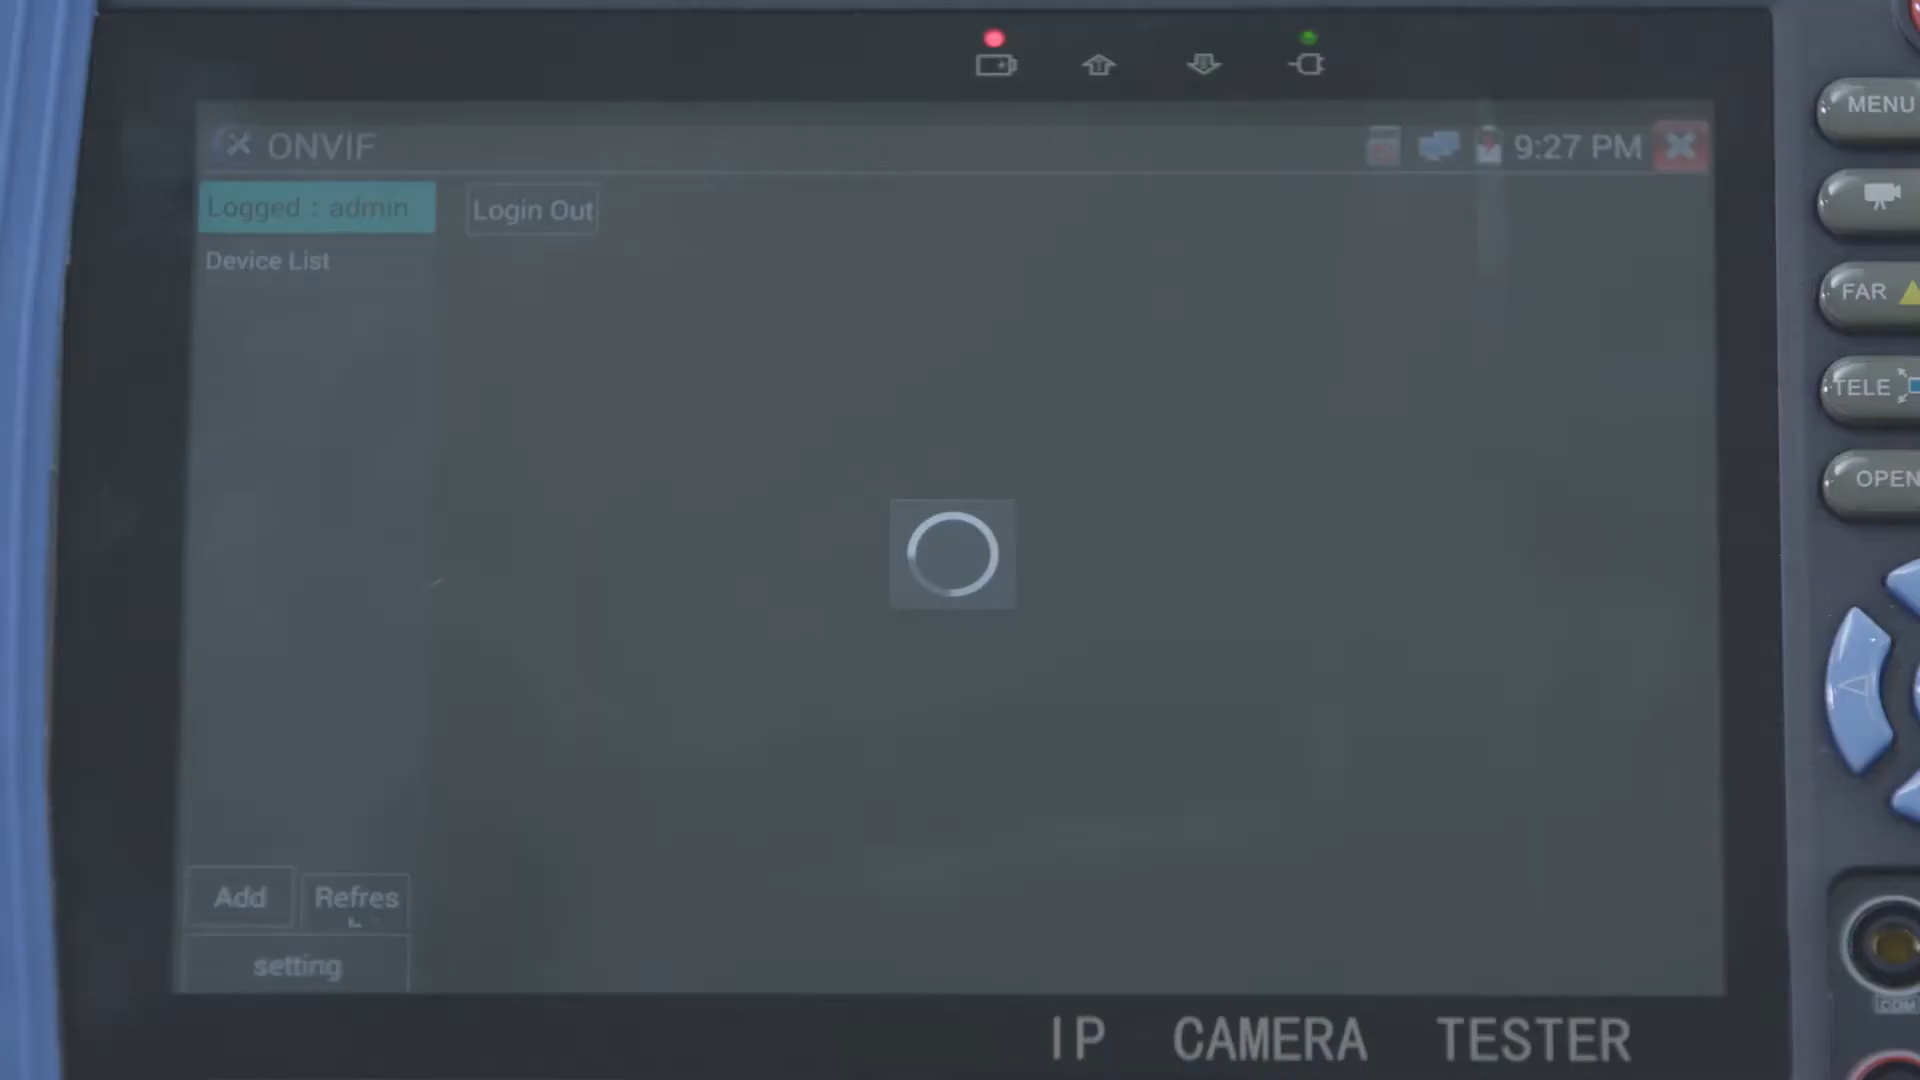 ONVIF
9:27 PM
Logged : admin
Login Out
Device List
Add
Refres
setting
IP CAMERA TESTER
MENU
FAR
TELE
OPEN
COM